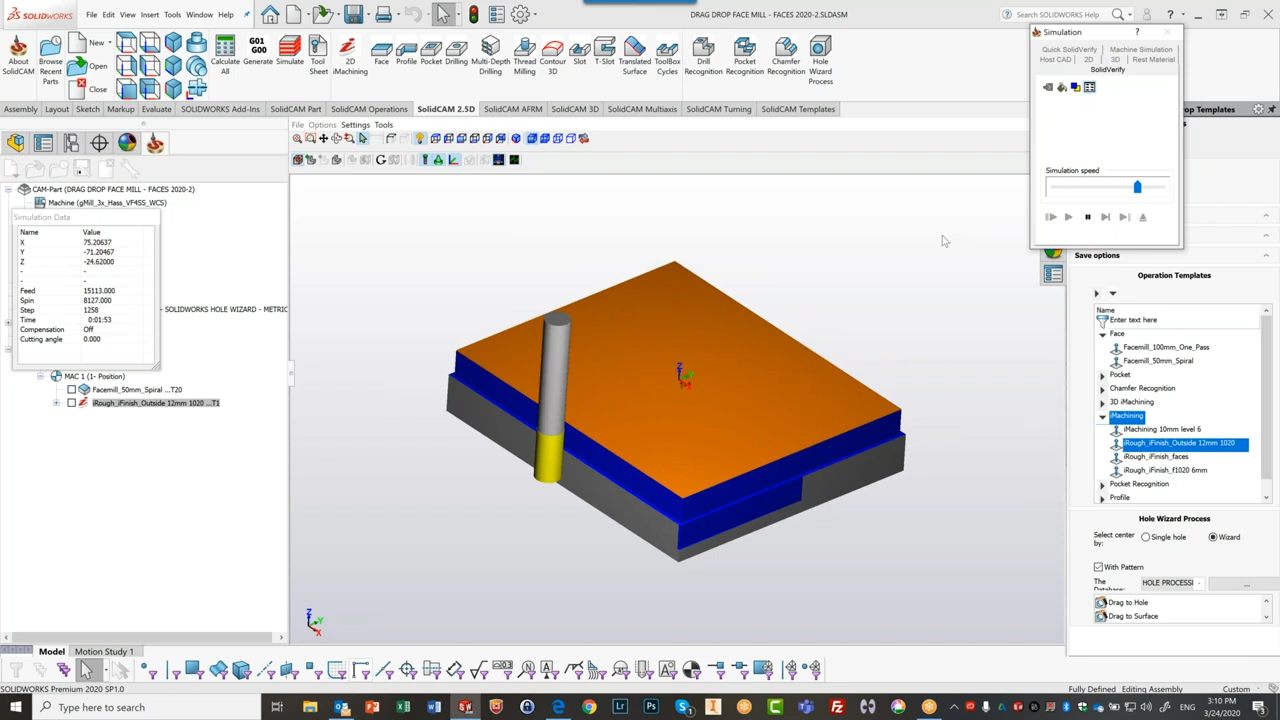 SOLIDWORKS File Edit View Insert Tools Window Help
DRAG DROP FACE MILL - FACES 2020-2.SLDASM
Search SOLIDWORKS Help
About SolidCAM
Browse Recent Parts
New
Open
Close
Calculate All
G01 G00
Generate
Simulate
Tool Sheet
2D iMachining
Face
Profile
Pocket
Drilling
Multi-Depth Drilling
Thread Milling
Contour 3D
Slot
T-Slot
Translated Surface
ToolBox Cycles
Drill Recognition
Pocket Recognition
Chamfer Recognition
Hole Wizard Process
Assembly Layout Sketch Markup Evaluate SOLIDWORKS Add-Ins SolidCAM Part SolidCAM Operations SolidCAM 2.5D SolidCAM AFRM SolidCAM 3D SolidCAM Multiaxis SolidCAM Turning SolidCAM Templates
File Options Settings Tools
Simulation
?
Quick SolidVerify Machine Simulation
Host CAD 2D 3D Rest Material
SolidVerify
Simulation speed
op Templates
CAM-Part (DRAG DROP FACE MILL - FACES 2020-2)
Machine (gMill_3x_Hass_VF4SS_WCS)
Simulation Data
Name Value
X 75.20637
Y -71.20467
Z -24.62000
- -
- -
Feed 15113.000
Spin 8127.000
Step 1258
Time 0:01:53
Compensation Off
Cutting angle 0.000
- SOLIDWORKS HOLE WIZARD - METRIC
MAC 1 (1- Position)
Facemill_50mm_Spiral ...T20
iRough_iFinish_Outside 12mm 1020 ...T1
Save options
Operation Templates
Name
Enter text here
Face
Facemill_100mm_One_Pass
Facemill_50mm_Spiral
Pocket
Chamfer Recognition
3D iMachining
iMachining
iMachining 10mm level 6
iRough_iFinish_Outside 12mm 1020
iRough_iFinish_faces
iRough_iFinish_f1020 6mm
Pocket Recognition
Profile
Hole Wizard Process
Select center by: Single hole Wizard
With Pattern
The Database: HOLE PROCESSI ...
Drag to Hole
Drag to Surface
Z
Y
X
Model Motion Study 1
SOLIDWORKS Premium 2020 SP1.0
Fully Defined Editing Assembly Custom
Type here to search
3:10 PM
3/24/2020